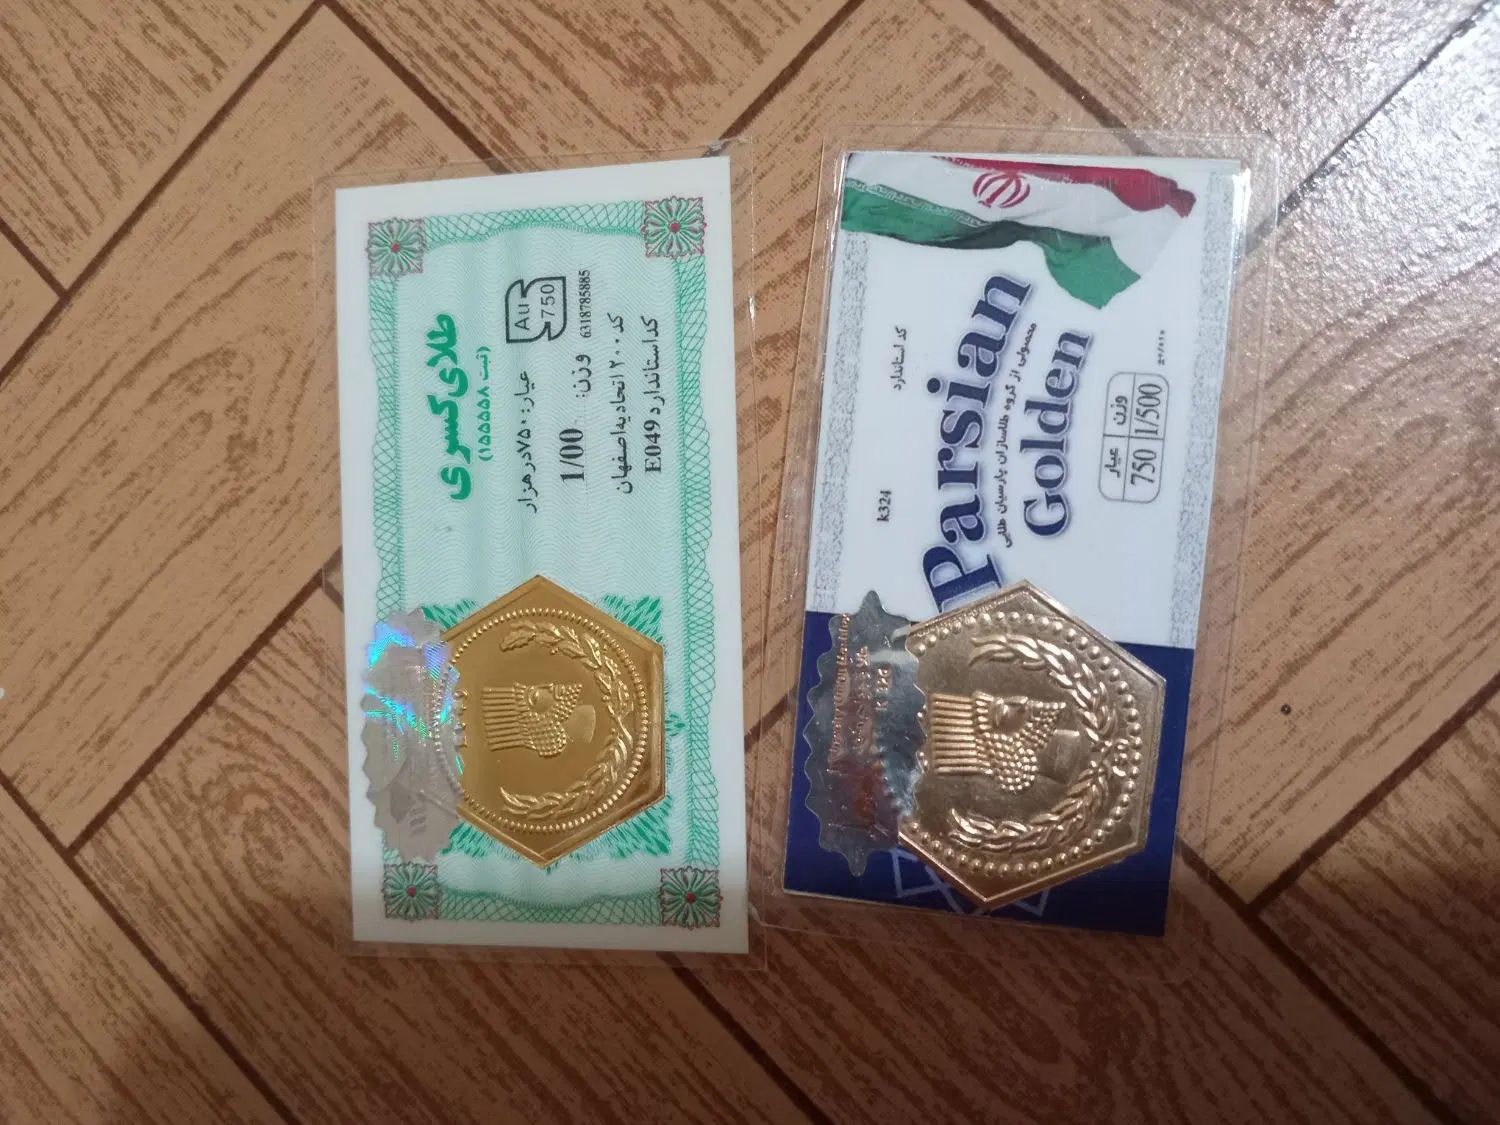 طلای کسری
(ثبت ۱۵۵۵۵۸)
عیار: ۷۵۰ در هزار
Au
750
وزن: 1/00
6318785885
کد ۲۰۰ اتحادیه اصفهان
کد استاندارد E049
کد استاندارد
k324
Parsian
محصولی از گروه طلاسازان پارسیان طلایی
Golden
عیار وزن
750 1/500